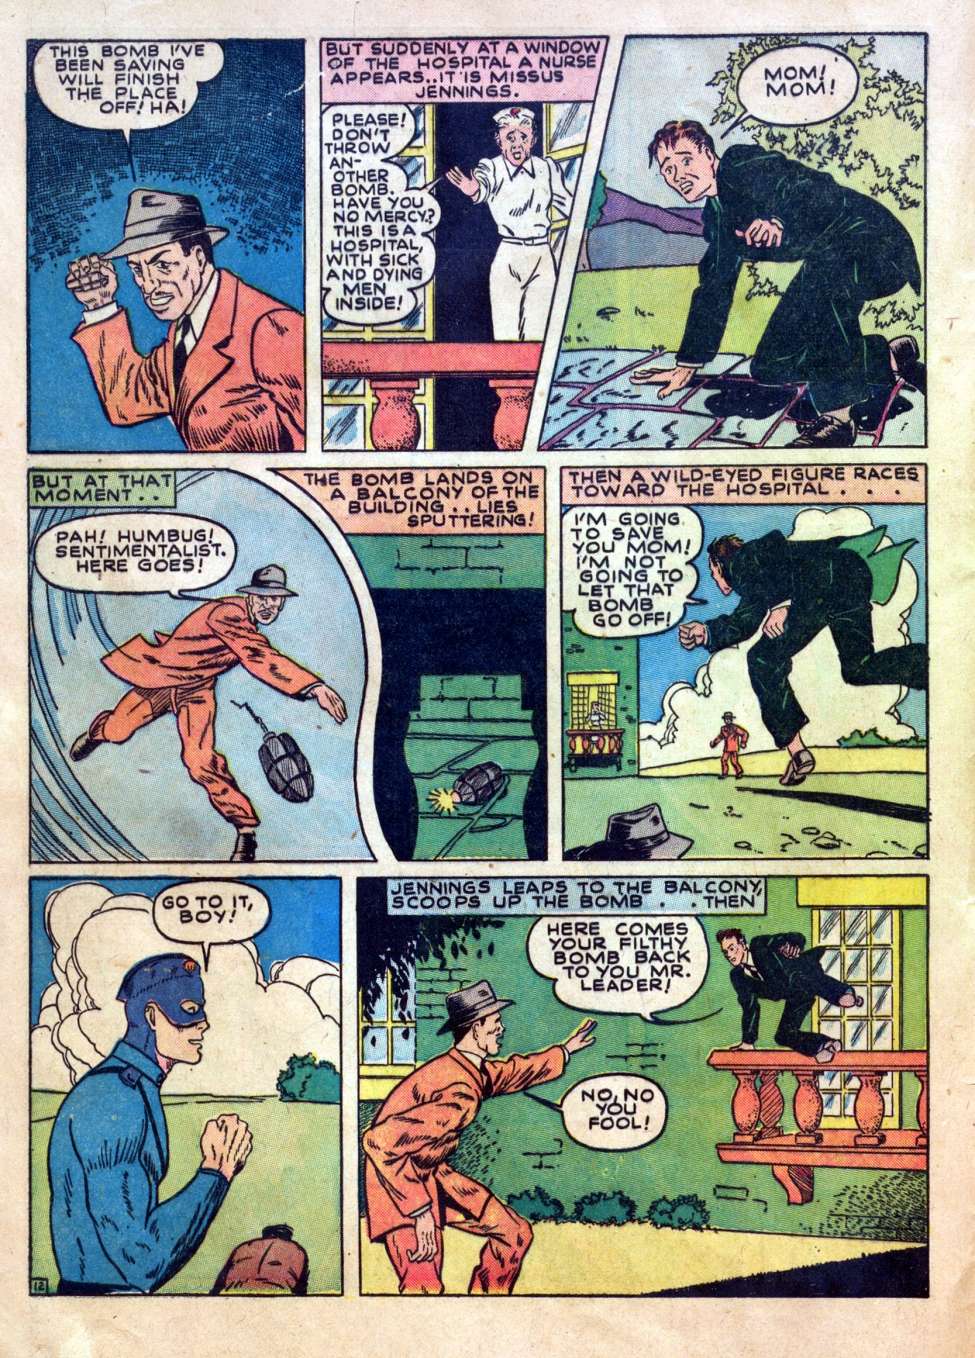 THIS BOMB I'VE
BEEN SAVING
WILL FINISH
THE PLACE
OFF! HA!
BUT SUDDENLY AT A WINDOW
OF THE HOSPITAL A NURSE
APPEARS..IT IS MISSUS
JENNINGS.
PLEASE!
DON'T
THROW
AN-
OTHER
BOMB.
HAVE YOU
NO MERCY?
THIS IS A
HOSPITAL,
WITH SICK
AND DYING
MEN
INSIDE!
MOM!
MOM!
BUT AT THAT
MOMENT..
PAH! HUMBUG!
SENTIMENTALIST.
HERE GOES!
THE BOMB LANDS ON
A BALCONY OF THE
BUILDING..LIES
SPUTTERING!
THEN A WILD-EYED FIGURE RACES
TOWARD THE HOSPITAL . . . .
I'M GOING
TO SAVE
YOU MOM!
I'M NOT
GOING TO
LET THAT
BOMB
GO OFF!
GO TO IT,
BOY!
12
JENNINGS LEAPS TO THE BALCONY,
SCOOPS UP THE BOMB . . THEN
HERE COMES
YOUR FILTHY
BOMB BACK
TO YOU MR.
LEADER!
NO, NO
YOU
FOOL!